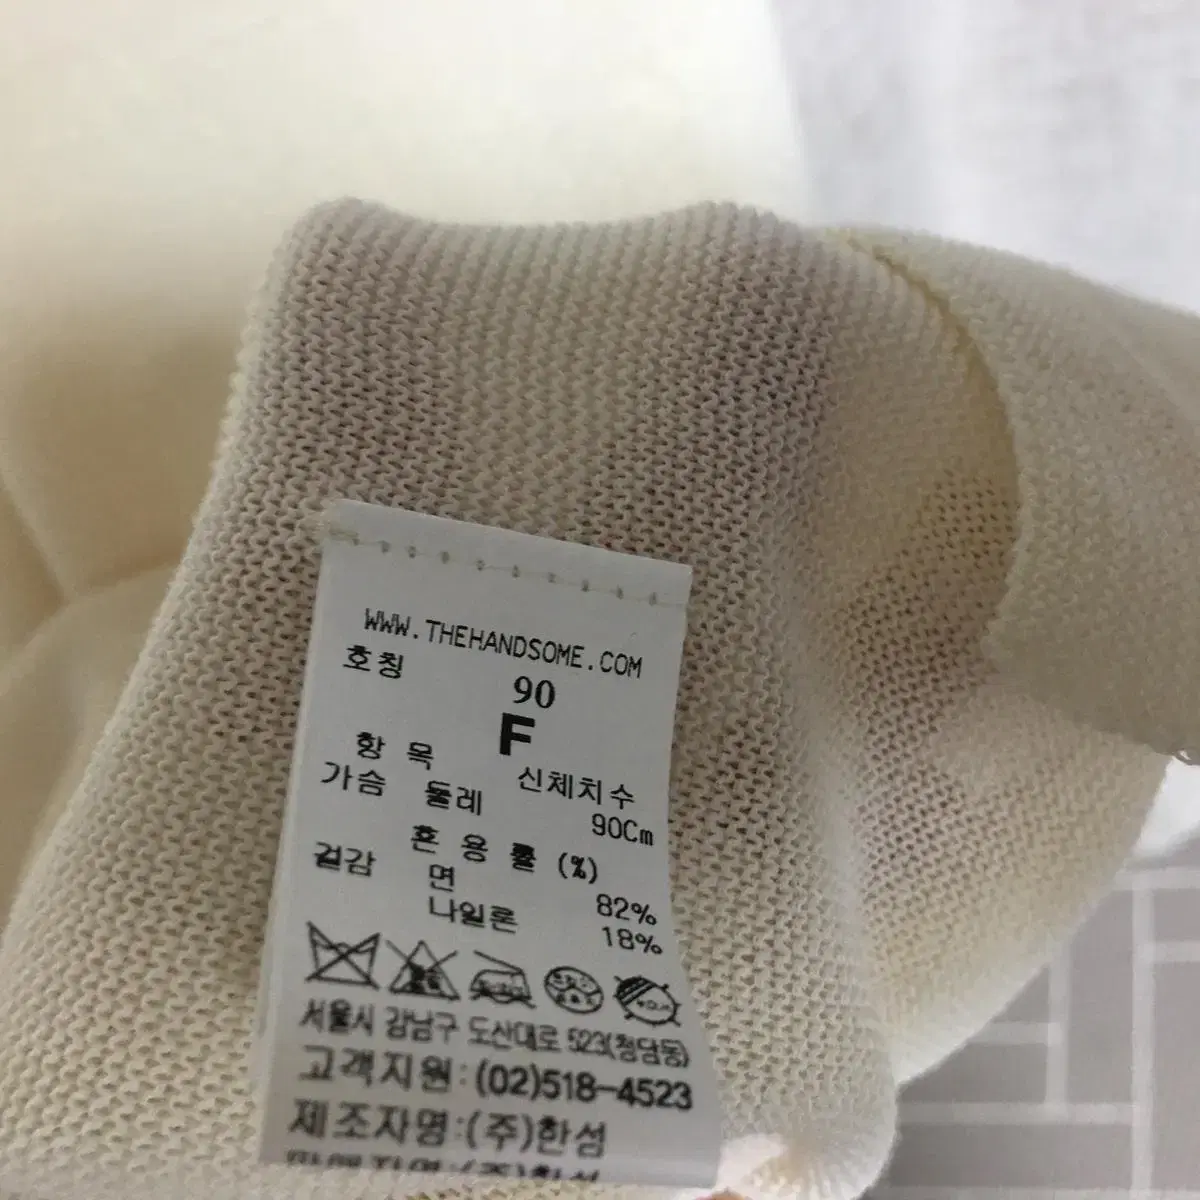 WWW.THEHANDSOME.COM
호칭 90
F
항 목 신체치수
가슴 둘레 90Cm
혼 용 률 (%)
겉감 면 82%
나일론 18%
서울시 강남구 도산대로 523(청담동)
고객지원:(02)518-4523
제조자명:(주)한섬